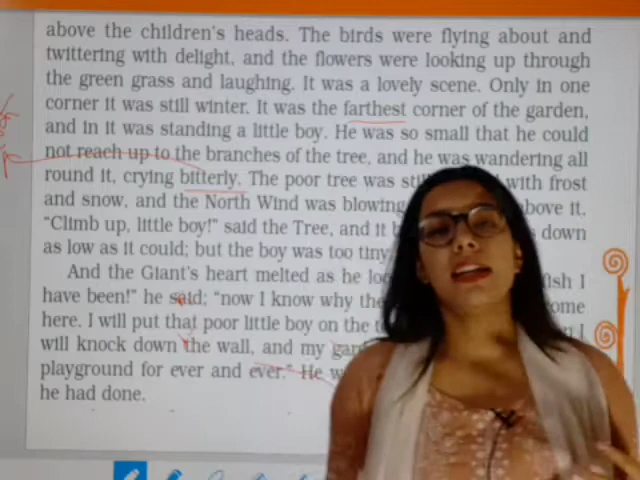 above the children's heads. The birds were flying about and
twittering with delight, and the flowers were looking up through
the green grass and laughing. It was a lovely scene. Only in one
corner it was still winter. It was the farthest corner of the garden,
and in it was standing a little boy. He was so small that he could
not reach up to the branches of the tree, and he was wandering all
round it, crying bitterly. The poor tree was with frost
and snow, and the North Wind was blowing above it.
“Climb up, little boy!” said the Tree, and it down
as low as it could; but the boy was too tiny
And the Giant's heart melted as he I
have been!” he said; “now I know why
here. I will put that poor little boy on the I
will knock down the wall, and my
playground for ever and ever.” He
he had done.